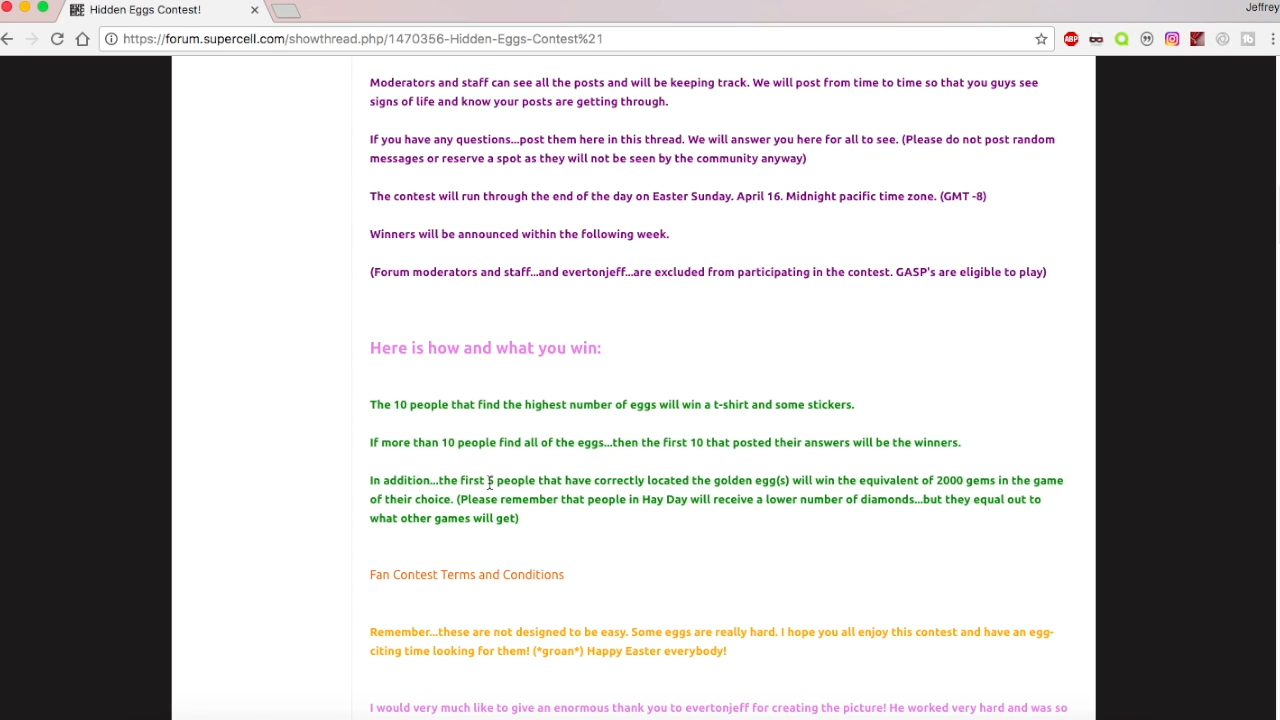 Hidden Eggs Contest!
Jeffrey
https://forum.supercell.com/showthread.php/1470356-Hidden-Eggs-Contest%21
ABP
Moderators and staff can see all the posts and will be keeping track. We will post from time to time so that you guys see
signs of life and know your posts are getting through.
If you have any questions...post them here in this thread. We will answer you here for all to see. (Please do not post random
messages or reserve a spot as they will not be seen by the community anyway)
The contest will run through the end of the day on Easter Sunday. April 16. Midnight pacific time zone. (GMT -8)
Winners will be announced within the following week.
(Forum moderators and staff...and evertonjeff...are excluded from participating in the contest. GASP's are eligible to play)
Here is how and what you win:
The 10 people that find the highest number of eggs will win a t-shirt and some stickers.
If more than 10 people find all of the eggs...then the first 10 that posted their answers will be the winners.
In addition...the first 5 people that have correctly located the golden egg(s) will win the equivalent of 2000 gems in the game
of their choice. (Please remember that people in Hay Day will receive a lower number of diamonds...but they equal out to
what other games will get)
Fan Contest Terms and Conditions
Remember...these are not designed to be easy. Some eggs are really hard. I hope you all enjoy this contest and have an egg-
citing time looking for them! (*groan*) Happy Easter everybody!
I would very much like to give an enormous thank you to evertonjeff for creating the picture! He worked very hard and was so